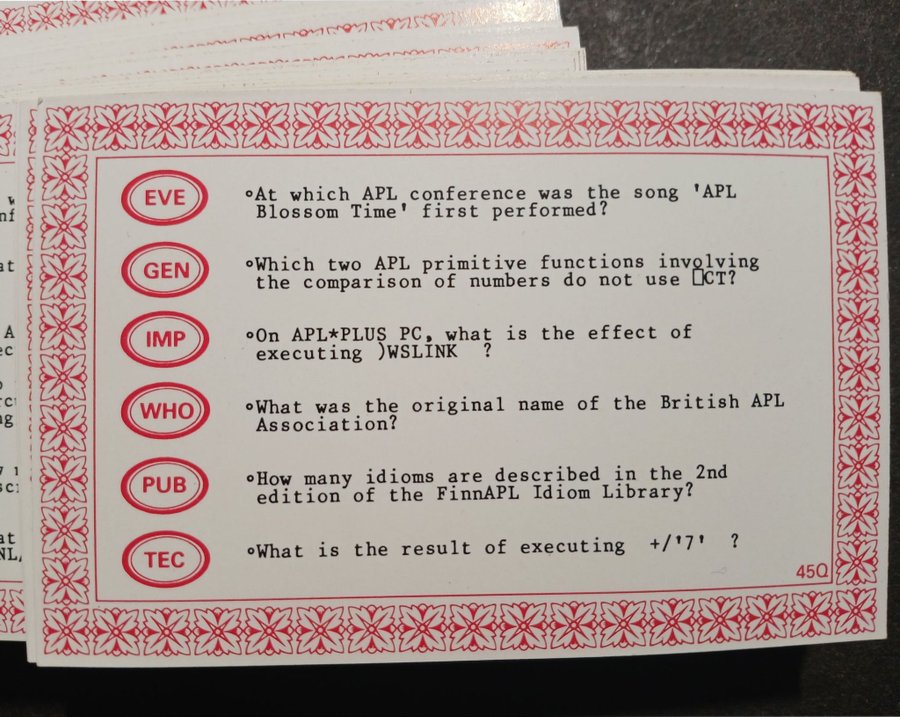 EVE °At which APL conference was the song 'APL
Blossom Time' first performed?
GEN °Which two APL primitive functions involving
the comparison of numbers do not use ⎕CT?
IMP °On APL*PLUS PC, what is the effect of
executing )WSLINK ?
WHO °What was the original name of the British APL
Association?
PUB °How many idioms are described in the 2nd
edition of the FinnAPL Idiom Library?
TEC °What is the result of executing +/'7' ?
45Q